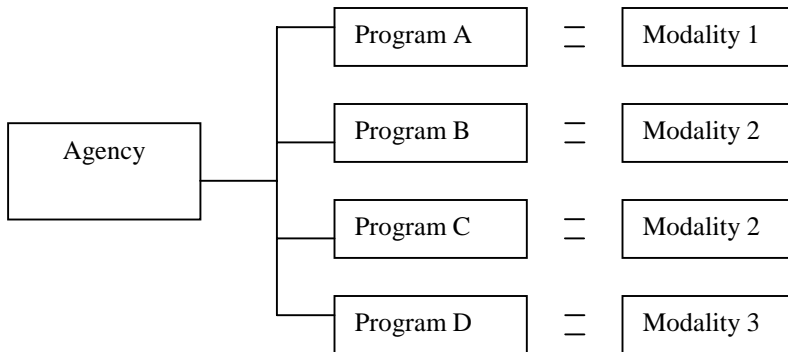 Agency
Program A = Modality 1
Program B = Modality 2
Program C = Modality 2
Program D = Modality 3